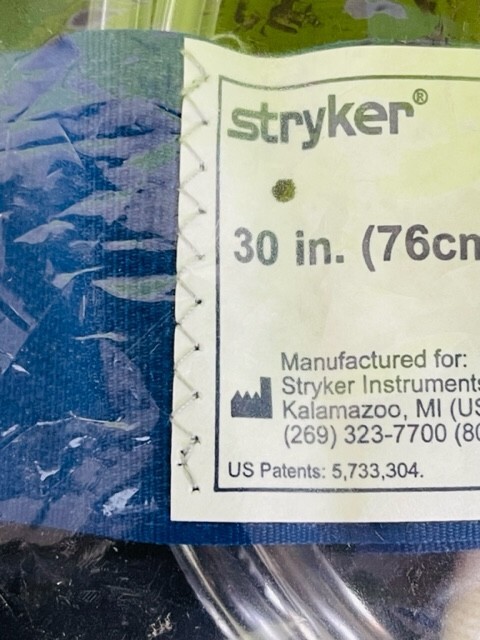 stryker®
30 in. (76cm
Manufactured for:
Stryker Instruments
Kalamazoo, MI (US
(269) 323-7700 (80
US Patents: 5,733,304.